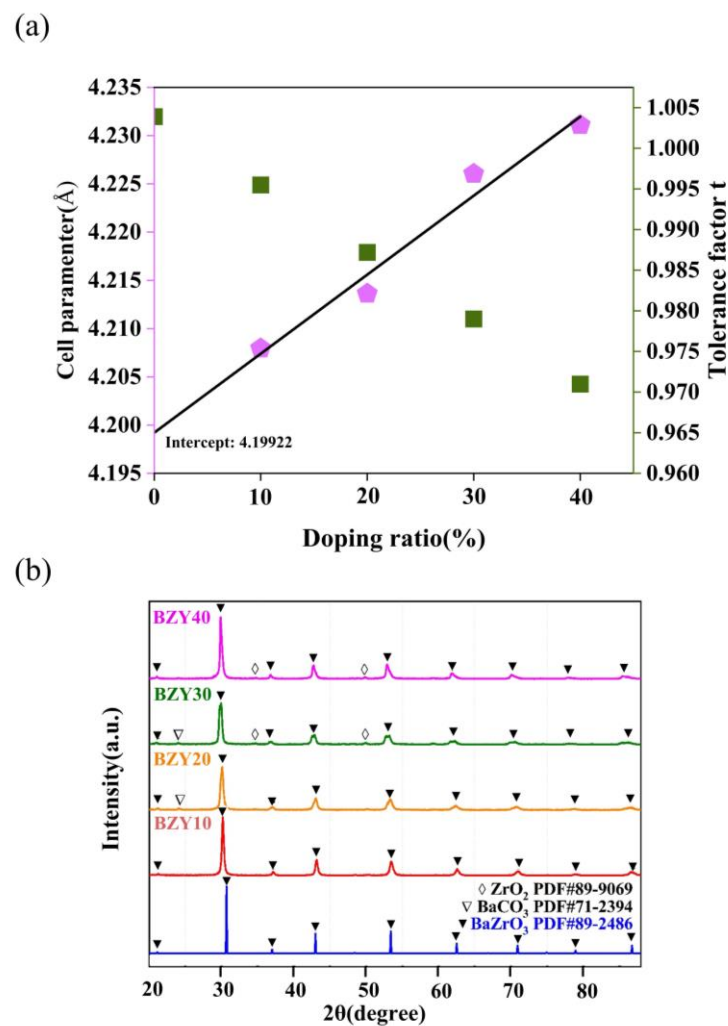 (a)
4.235
4.230
4.225
4.220
4.215
4.210
4.205
4.200
4.195
Cell paramenter(Å)
1.005
1.000
0.995
0.990
0.985
0.980
0.975
0.970
0.965
0.960
Tolerance factor t
Intercept: 4.19922
0 10 20 30 40
Doping ratio(%)
(b)
BZY40
BZY30
BZY20
BZY10
Intensity(a.u.)
◊ ZrO₂ PDF#89-9069
▽ BaCO₃ PDF#71-2394
▼ BaZrO₃ PDF#89-2486
20 30 40 50 60 70 80
2θ(degree)